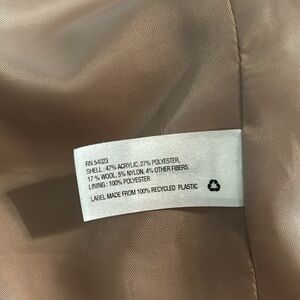 RN 54023
SHELL : 47% ACRYLIC, 27% POLYESTER,
17 % WOOL, 5% NYLON, 4% OTHER FIBERS
LINING : 100% POLYESTER
LABEL MADE FROM 100% RECYCLED PLASTIC